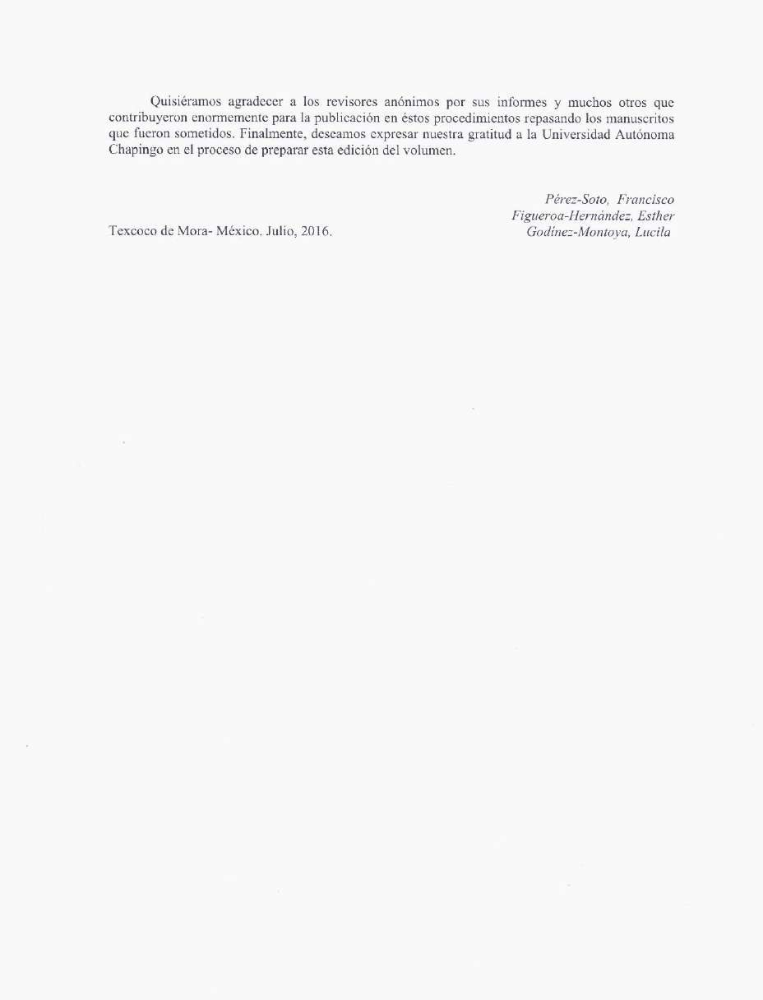 Quisiéramos agradecer a los revisores anónimos por sus informes y muchos otros que
contribuyeron enormemente para la publicación en éstos procedimientos repasando los manuscritos
que fueron sometidos. Finalmente, deseamos expresar nuestra gratitud a la Universidad Autónoma
Chapingo en el proceso de preparar esta edición del volumen.
Pérez-Soto, Francisco
Figueroa-Hernández, Esther
Texcoco de Mora- México. Julio, 2016.
Godínez-Montoya, Lucila